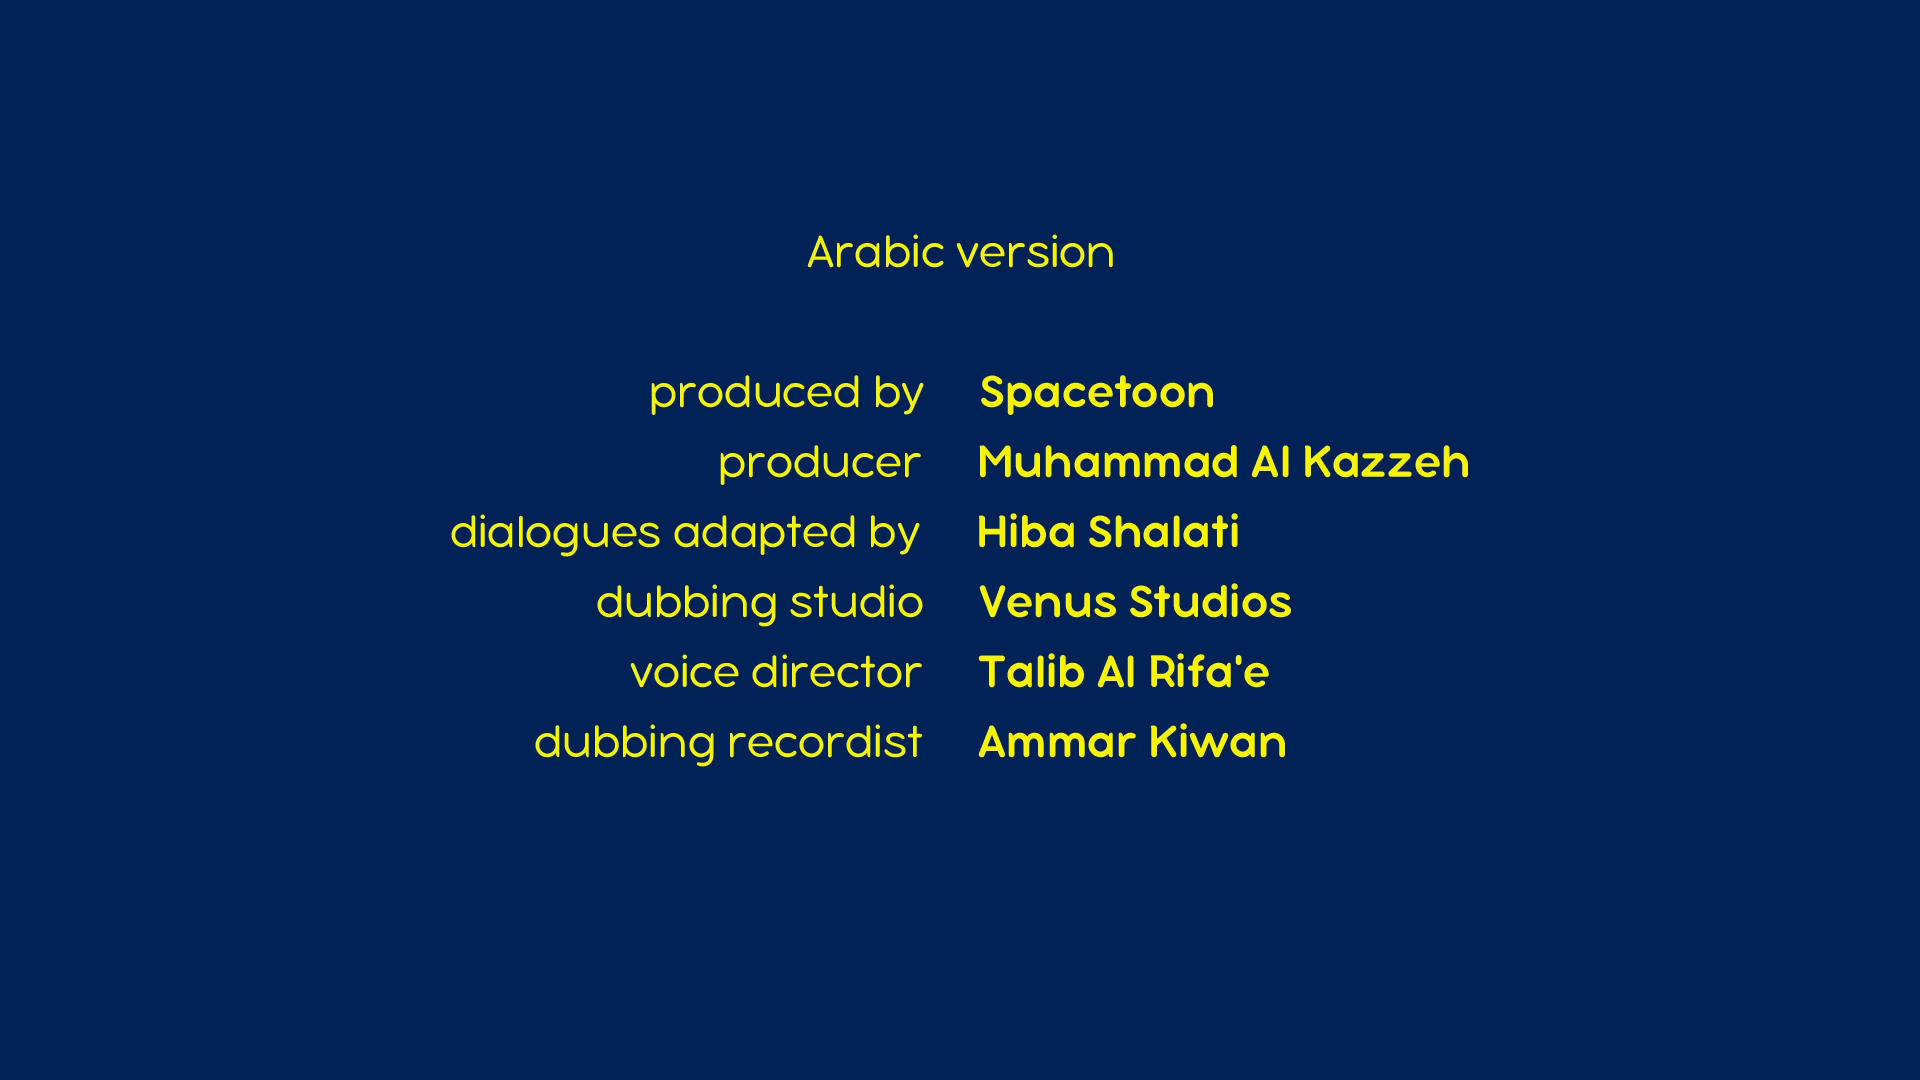 Arabic version
produced by Spacetoon
producer Muhammad Al Kazzeh
dialogues adapted by Hiba Shalati
dubbing studio Venus Studios
voice director Talib Al Rifa'e
dubbing recordist Ammar Kiwan